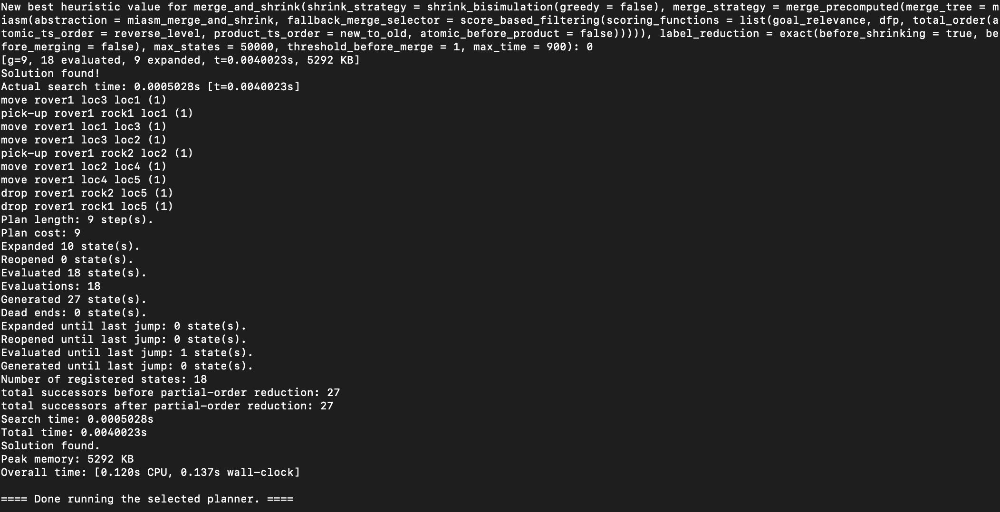 New best heuristic value for merge_and_shrink(shrink_strategy = shrink_bisimulation(greedy = false), merge_strategy = merge_precomputed(merge_tree = m
iasm(abstraction = miasm_merge_and_shrink, fallback_merge_selector = score_based_filtering(scoring_functions = list(goal_relevance, dfp, total_order(a
tomic_ts_order = reverse_level, product_ts_order = new_to_old, atomic_before_product = false))))), label_reduction = exact(before_shrinking = true, be
fore_merging = false), max_states = 50000, threshold_before_merge = 1, max_time = 900): 0
[g=9, 18 evaluated, 9 expanded, t=0.0040023s, 5292 KB]
Solution found!
Actual search time: 0.0005028s [t=0.0040023s]
move rover1 loc3 loc1 (1)
pick-up rover1 rock1 loc1 (1)
move rover1 loc1 loc3 (1)
move rover1 loc3 loc2 (1)
pick-up rover1 rock2 loc2 (1)
move rover1 loc2 loc4 (1)
move rover1 loc4 loc5 (1)
drop rover1 rock2 loc5 (1)
drop rover1 rock1 loc5 (1)
Plan length: 9 step(s).
Plan cost: 9
Expanded 10 state(s).
Reopened 0 state(s).
Evaluated 18 state(s).
Evaluations: 18
Generated 27 state(s).
Dead ends: 0 state(s).
Expanded until last jump: 0 state(s).
Reopened until last jump: 0 state(s).
Evaluated until last jump: 1 state(s).
Generated until last jump: 0 state(s).
Number of registered states: 18
total successors before partial-order reduction: 27
total successors after partial-order reduction: 27
Search time: 0.0005028s
Total time: 0.0040023s
Solution found.
Peak memory: 5292 KB
Overall time: [0.120s CPU, 0.137s wall-clock]
==== Done running the selected planner. ====